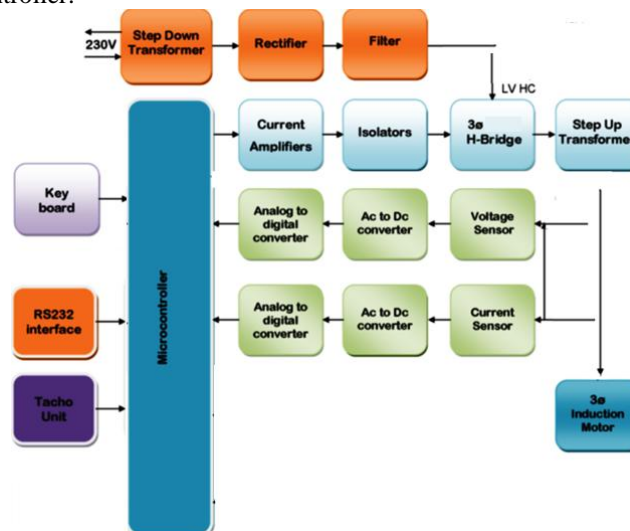 ntroller.
Step Down
Transformer
Rectifier
Filter
230V
LV HC
Current
Amplifiers
Isolators
3ø
H-Bridge
Step Up
Transforme
Key
board
Analog to
digital
converter
Ac to Dc
converter
Voltage
Sensor
Microcontroller
RS232
interface
Analog to
digital
converter
Ac to Dc
converter
Current
Sensor
Tacho
Unit
3ø
Induction
Motor